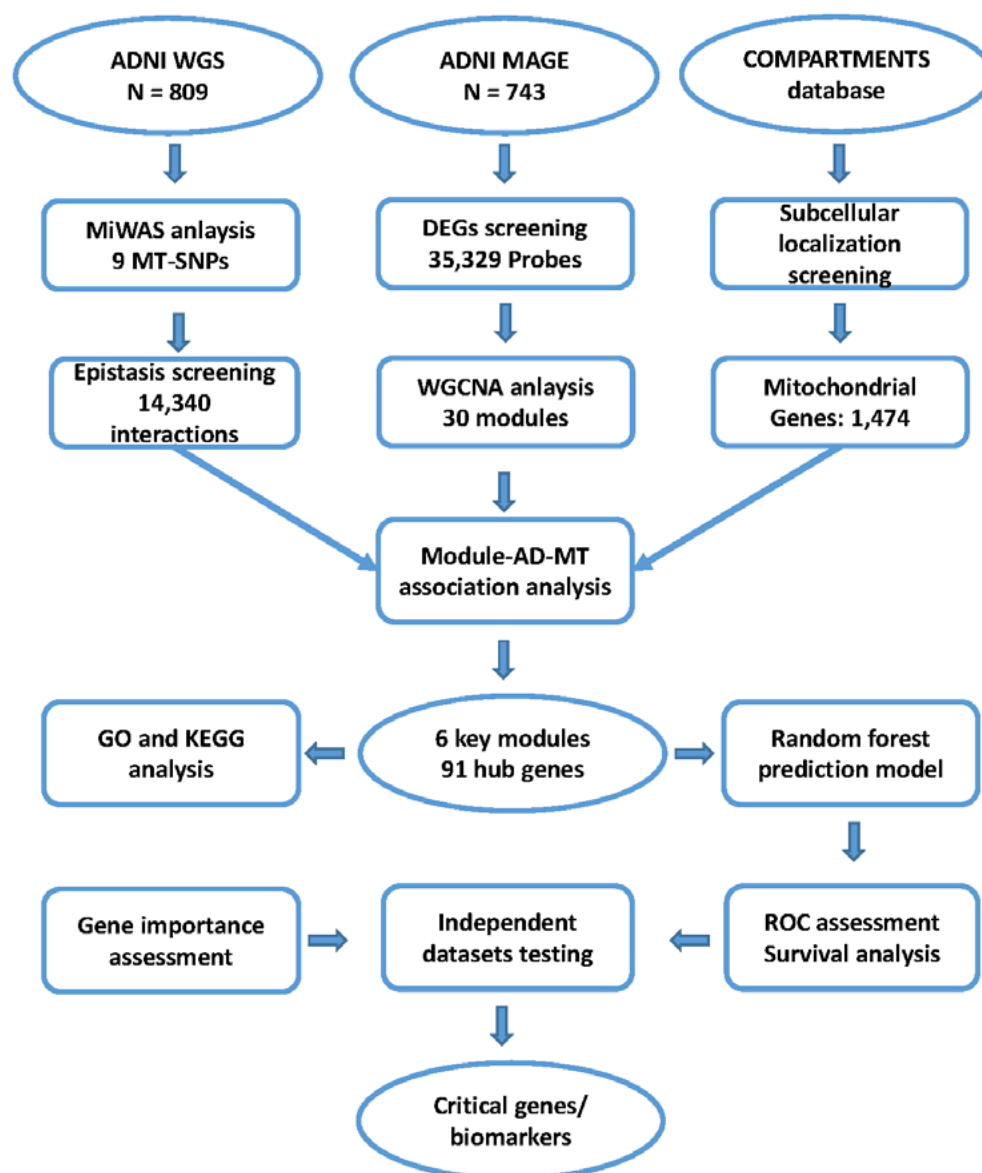 ADNI WGS
N = 809
ADNI MAGE
N = 743
COMPARTMENTS
database
MiWAS anlaysis
9 MT-SNPs
DEGs screening
35,329 Probes
Subcellular
localization
screening
Epistasis screening
14,340
interactions
WGCNA anlaysis
30 modules
Mitochondrial
Genes: 1,474
Module-AD-MT
association analysis
GO and KEGG
analysis
6 key modules
91 hub genes
Random forest
prediction model
Gene importance
assessment
Independent
datasets testing
ROC assessment
Survival analysis
Critical genes/
biomarkers